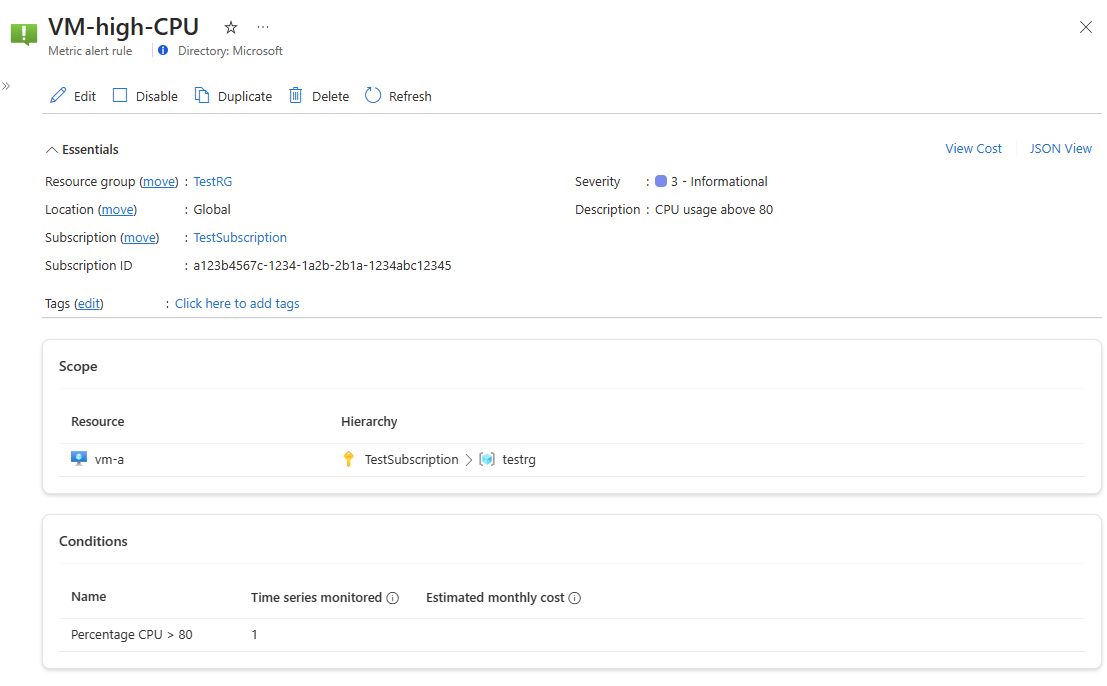 VM-high-CPU
Metric alert rule Directory: Microsoft
Edit Disable Duplicate Delete Refresh
Essentials View Cost JSON View
Resource group (move) : TestRG Severity : 3 - Informational
Location (move) : Global Description : CPU usage above 80
Subscription (move) : TestSubscription
Subscription ID : a123b4567c-1234-1a2b-2b1a-1234abc12345
Tags (edit) : Click here to add tags
Scope
Resource Hierarchy
vm-a TestSubscription > testrg
Conditions
Name Time series monitored Estimated monthly cost
Percentage CPU > 80 1